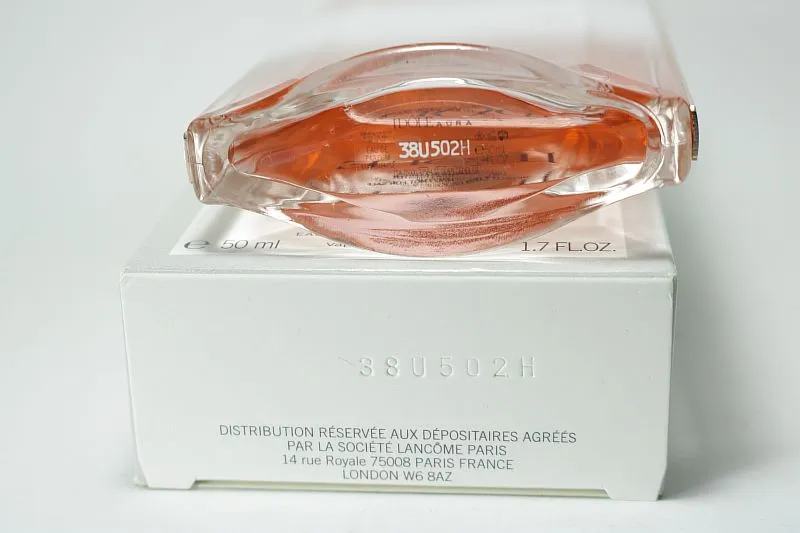 38U502H
℮ 50 ml
1.7 FL.OZ.
38U502H
DISTRIBUTION RÉSERVÉE AUX DÉPOSITAIRES AGRÉÉS
PAR LA SOCIÉTÉ LANCÔME PARIS
14 rue Royale 75008 PARIS FRANCE
LONDON W6 8AZ